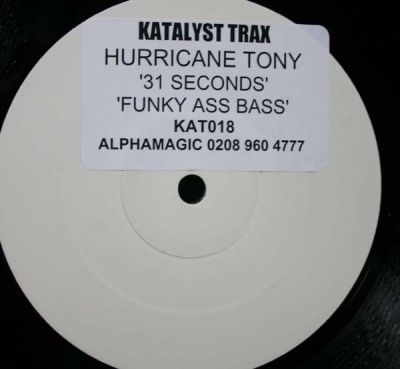 KATALYST TRAX
HURRICANE TONY
'31 SECONDS'
'FUNKY ASS BASS'
KAT018
ALPHAMAGIC 0208 960 4777